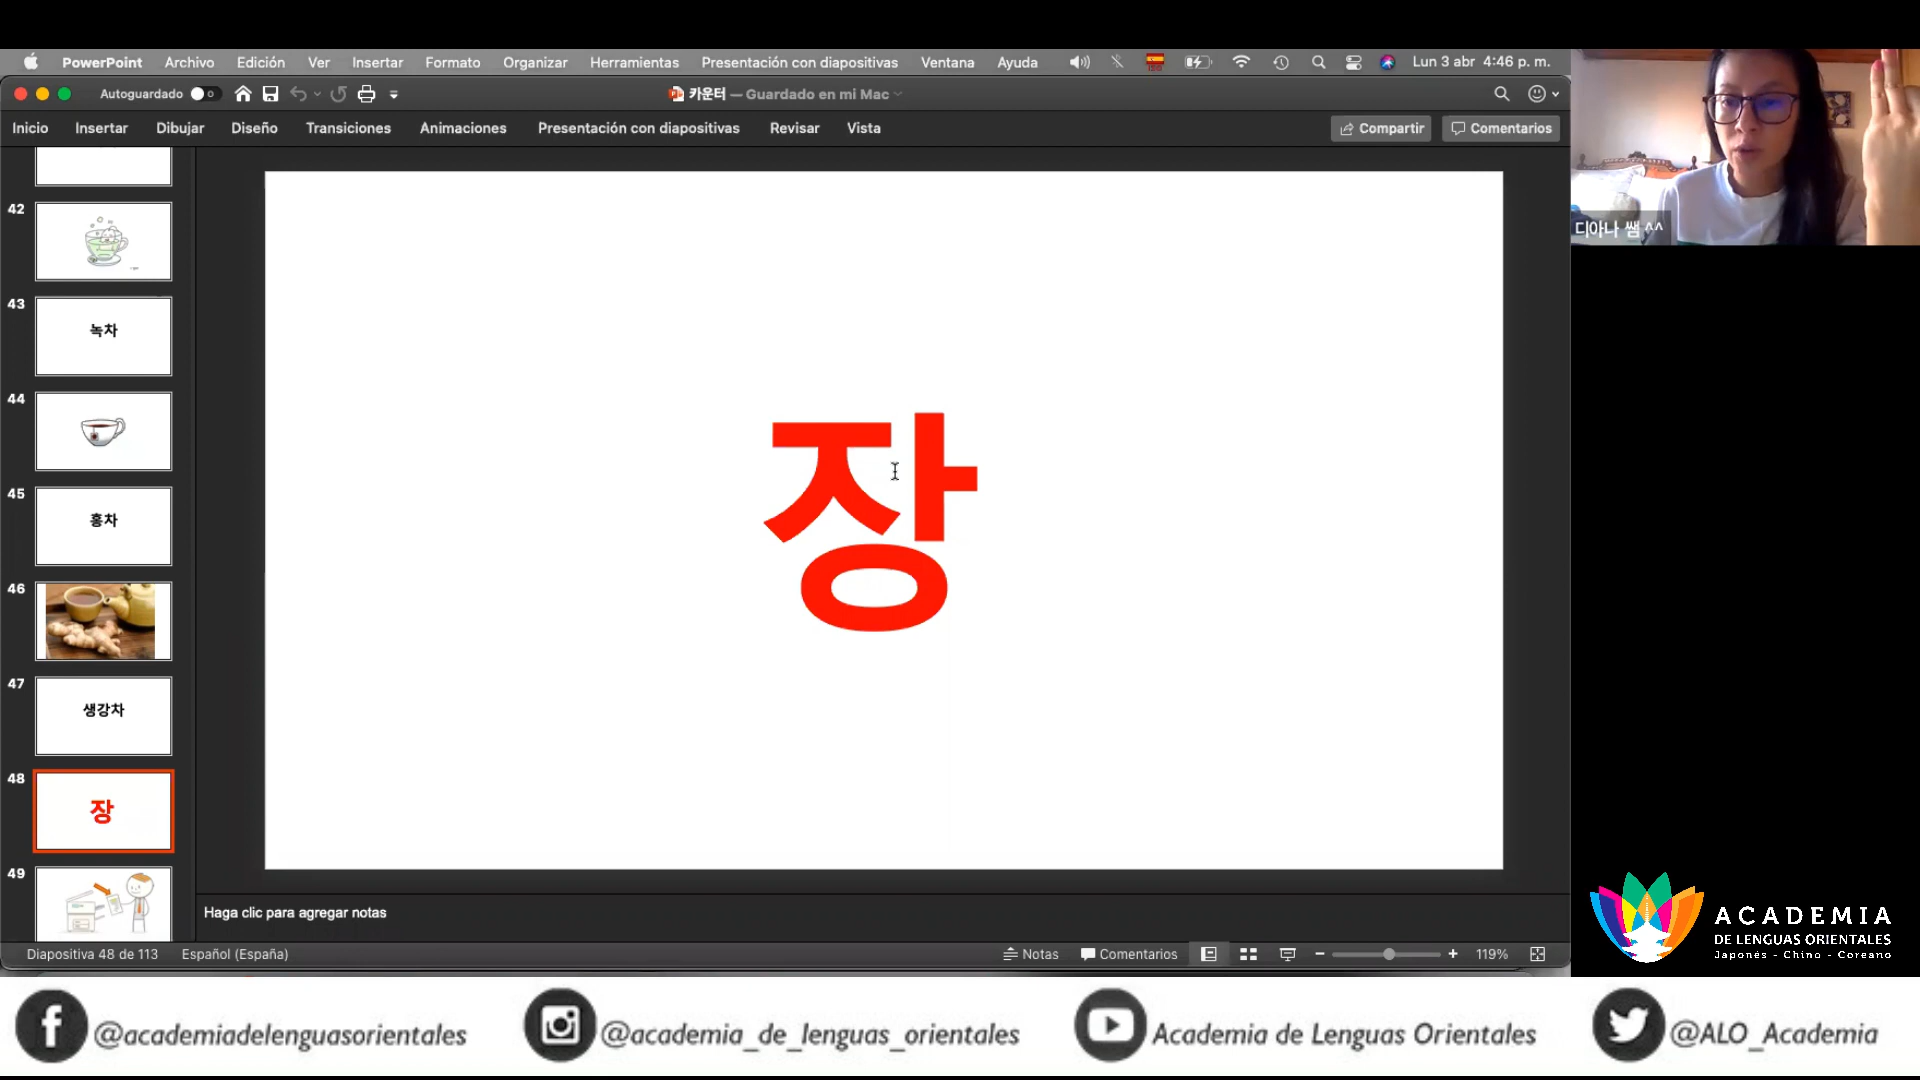 PowerPoint Archivo Edición Ver Insertar Formato Organizar Herramientas Presentación con diapositivas Ventana Ayuda Lun 3 abr 4:46 p. m.
Autoguardado 카운터 — Guardado en mi Mac
Inicio Insertar Dibujar Diseño Transiciones Animaciones Presentación con diapositivas Revisar Vista Compartir Comentarios
디아나 쌤 ^^
42
43
녹차
44
45
홍차
46
47
생강차
48
장
49
장
Haga clic para agregar notas
Diapositiva 48 de 113 Español (España) Notas Comentarios 119%
ACADEMIA
DE LENGUAS ORIENTALES
Japonés - Chino - Coreano
@academiadelenguasorientales @academia_de_lenguas_orientales Academia de Lenguas Orientales @ALO_Academia